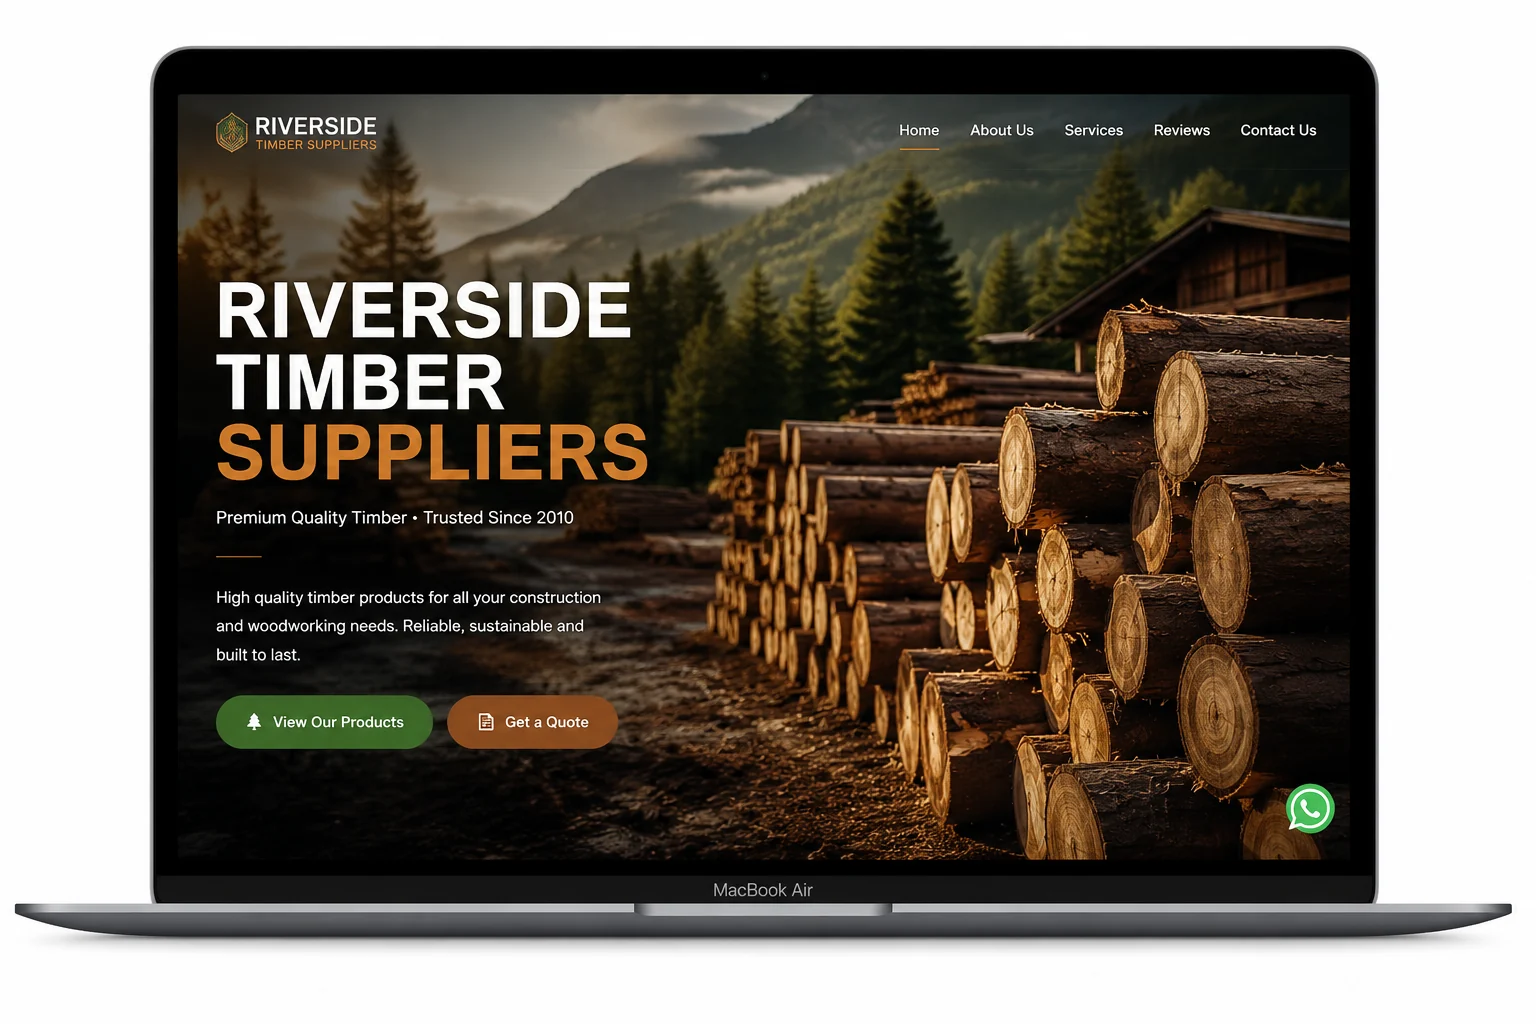 RIVERSIDE
TIMBER SUPPLIERS
Home About Us Services Reviews Contact Us
RIVERSIDE
TIMBER
SUPPLIERS
Premium Quality Timber • Trusted Since 2010
High quality timber products for all your construction
and woodworking needs. Reliable, sustainable and
built to last.
View Our Products Get a Quote
MacBook Air